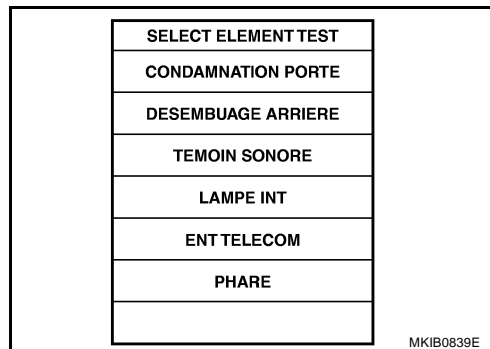 SELECT ELEMENT TEST
CONDAMNATION PORTE
DESEMBUAGE ARRIERE
TEMOIN SONORE
LAMPE INT
ENT TELECOM
PHARE
MKIB0839E